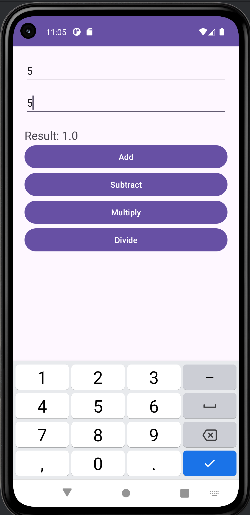 11:05
5
5
Result: 1.0
Add
Subtract
Multiply
Divide
1 2 3 –
4 5 6
7 8 9
, 0 .